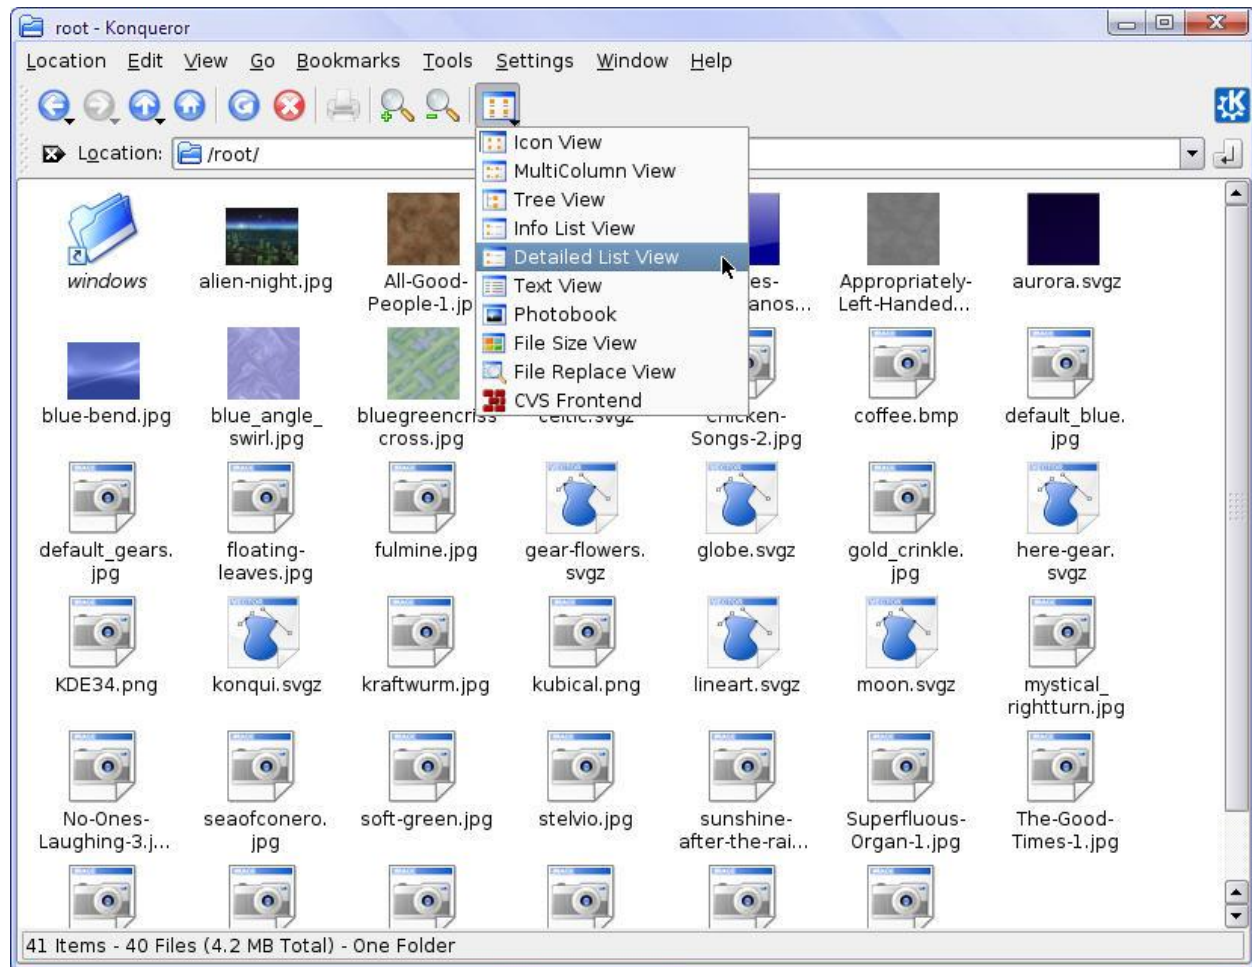 root - Konqueror
Location Edit View Go Bookmarks Tools Settings Window Help
Location: /root/
Icon View
MultiColumn View
Tree View
Info List View
Detailed List View
Text View
Photobook
File Size View
File Replace View
CVS Frontend
windows alien-night.jpg All-Good- es- Appropriately- aurora.svgz
People-1.jp anos... Left-Handed...
blue-bend.jpg blue_angle_ bluegreencriss celtic.svgz Chicken- coffee.bmp default_blue.
swirl.jpg cross.jpg Songs-2.jpg jpg
default_gears. floating- fulmine.jpg gear-flowers. globe.svgz gold_crinkle. here-gear.
jpg leaves.jpg svgz jpg svgz
KDE34.png konqui.svgz kraftwurm.jpg kubical.png lineart.svgz moon.svgz mystical_
rightturn.jpg
No-Ones- seaofconero. soft-green.jpg stelvio.jpg sunshine- Superfluous- The-Good-
Laughing-3.j... jpg after-the-rai... Organ-1.jpg Times-1.jpg
41 Items - 40 Files (4.2 MB Total) - One Folder